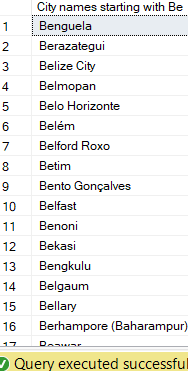 City names starting with Be
1 Benguela
2 Berazategui
3 Belize City
4 Belmopan
5 Belo Horizonte
6 Belém
7 Belford Roxo
8 Betim
9 Bento Gonçalves
10 Belfast
11 Benoni
12 Bekasi
13 Bengkulu
14 Belgaum
15 Bellary
16 Berhampore (Baharampur)
17 Beawar
Query executed successful